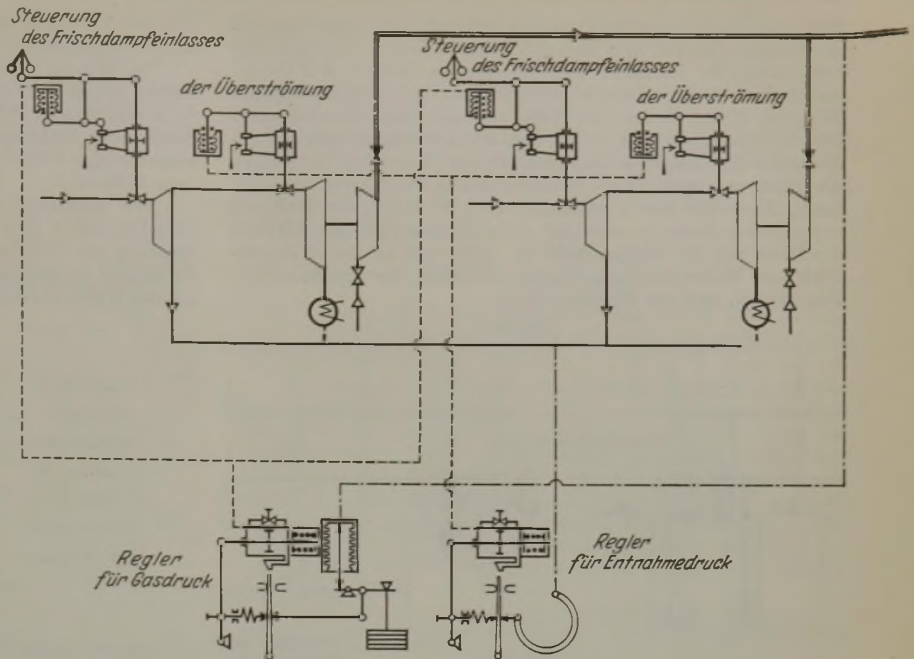 Steuerung
des Frischdampfeinlasses
der Überströmung
Steuerung
des Frischdampfeinlasses
der Überströmung
Regler
für Gasdruck
Regler
für Entnahmedruck